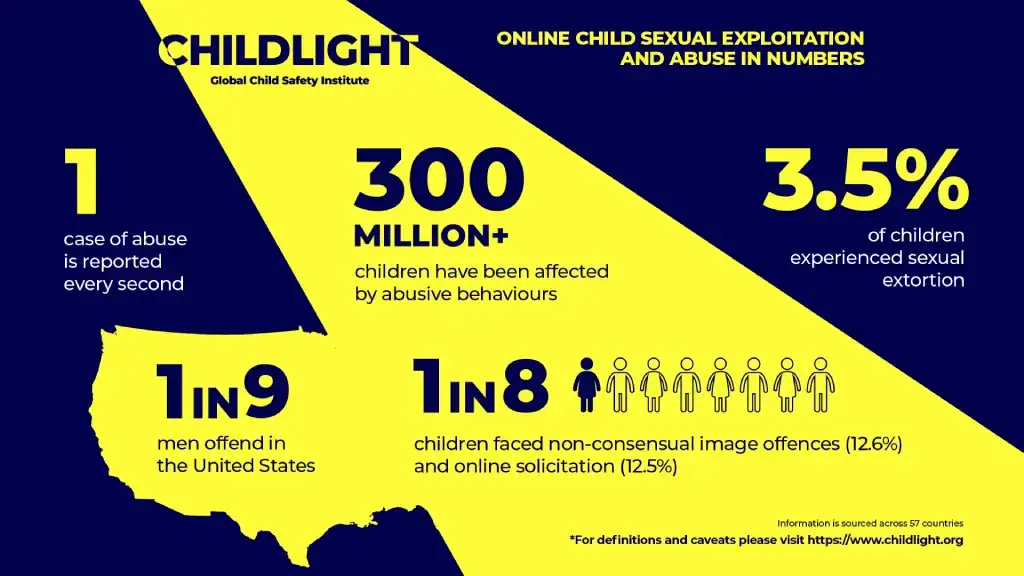 CHILDLIGHT
Global Child Safety Institute
ONLINE CHILD SEXUAL EXPLOITATION
AND ABUSE IN NUMBERS
1
case of abuse
is reported
every second
300
MILLION+
children have been affected
by abusive behaviours
3.5%
of children
experienced sexual
extortion
1 IN 9
men offend in
the United States
1 IN 8
children faced non-consensual image offences (12.6%)
and online solicitation (12.5%)
Information is sourced across 57 countries
*For definitions and caveats please visit https://www.childlight.org